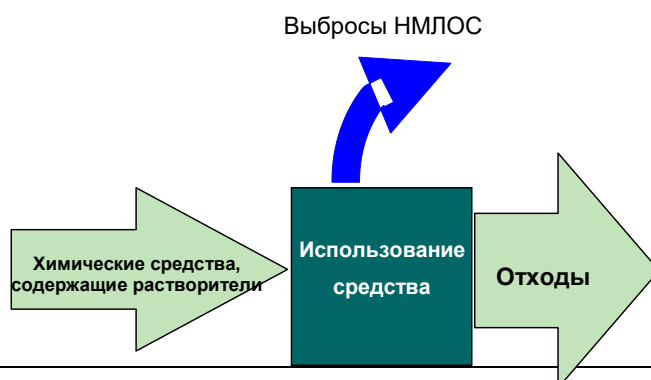 Выбросы НМЛОС
Химические средства,
содержащие растворители
Использование
средства
Отходы